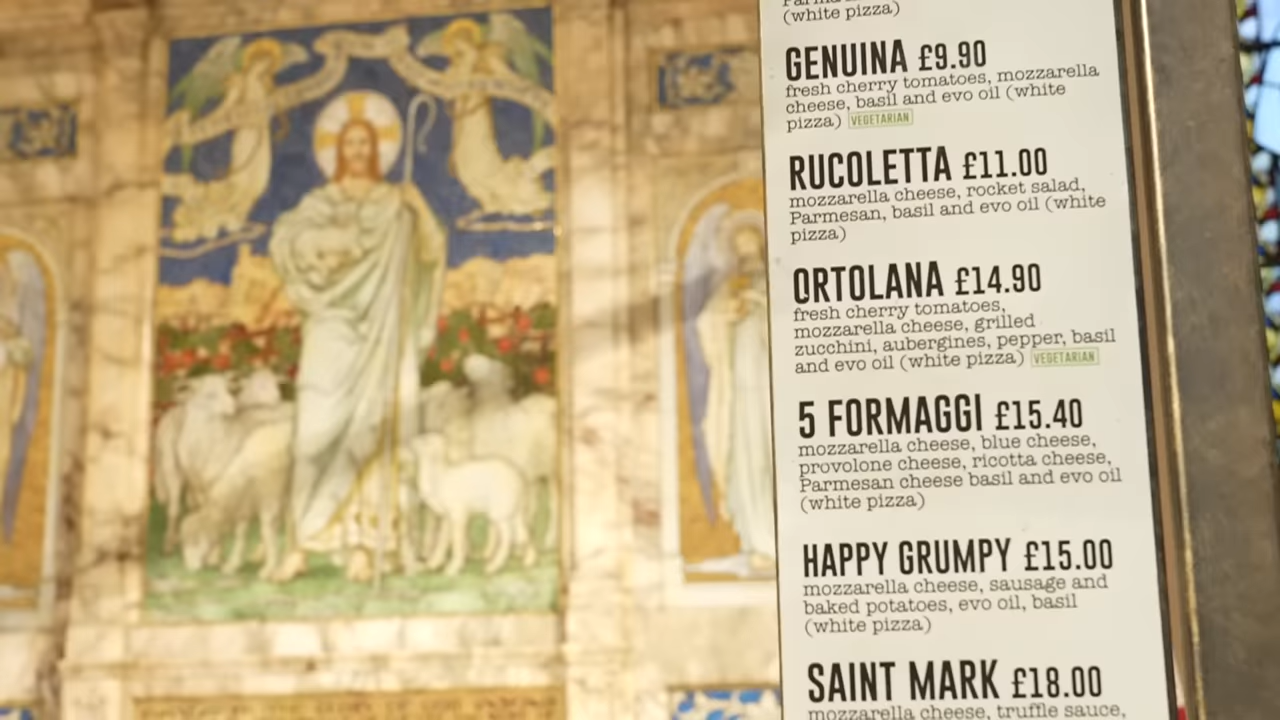 (white pizza)
GENUINA £9.90
fresh cherry tomatoes, mozzarella
cheese, basil and evo oil (white
pizza) VEGETARIAN
RUCOLETTA £11.00
mozzarella cheese, rocket salad,
Parmesan, basil and evo oil (white
pizza)
ORTOLANA £14.90
fresh cherry tomatoes,
mozzarella cheese, grilled
zucchini, aubergines, pepper, basil
and evo oil (white pizza) VEGETARIAN
5 FORMAGGI £15.40
mozzarella cheese, blue cheese,
provolone cheese, ricotta cheese,
Parmesan cheese basil and evo oil
(white pizza)
HAPPY GRUMPY £15.00
mozzarella cheese, sausage and
baked potatoes, evo oil, basil
(white pizza)
SAINT MARK £18.00
mozzarella cheese, truffle sauce,